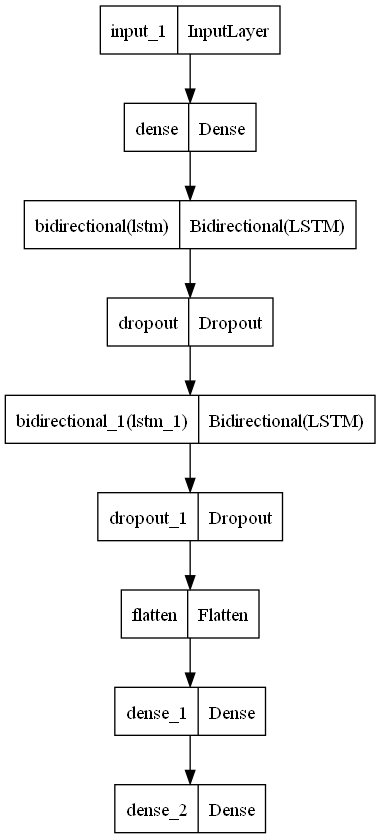 input_1 InputLayer
dense Dense
bidirectional(lstm) Bidirectional(LSTM)
dropout Dropout
bidirectional_1(lstm_1) Bidirectional(LSTM)
dropout_1 Dropout
flatten Flatten
dense_1 Dense
dense_2 Dense